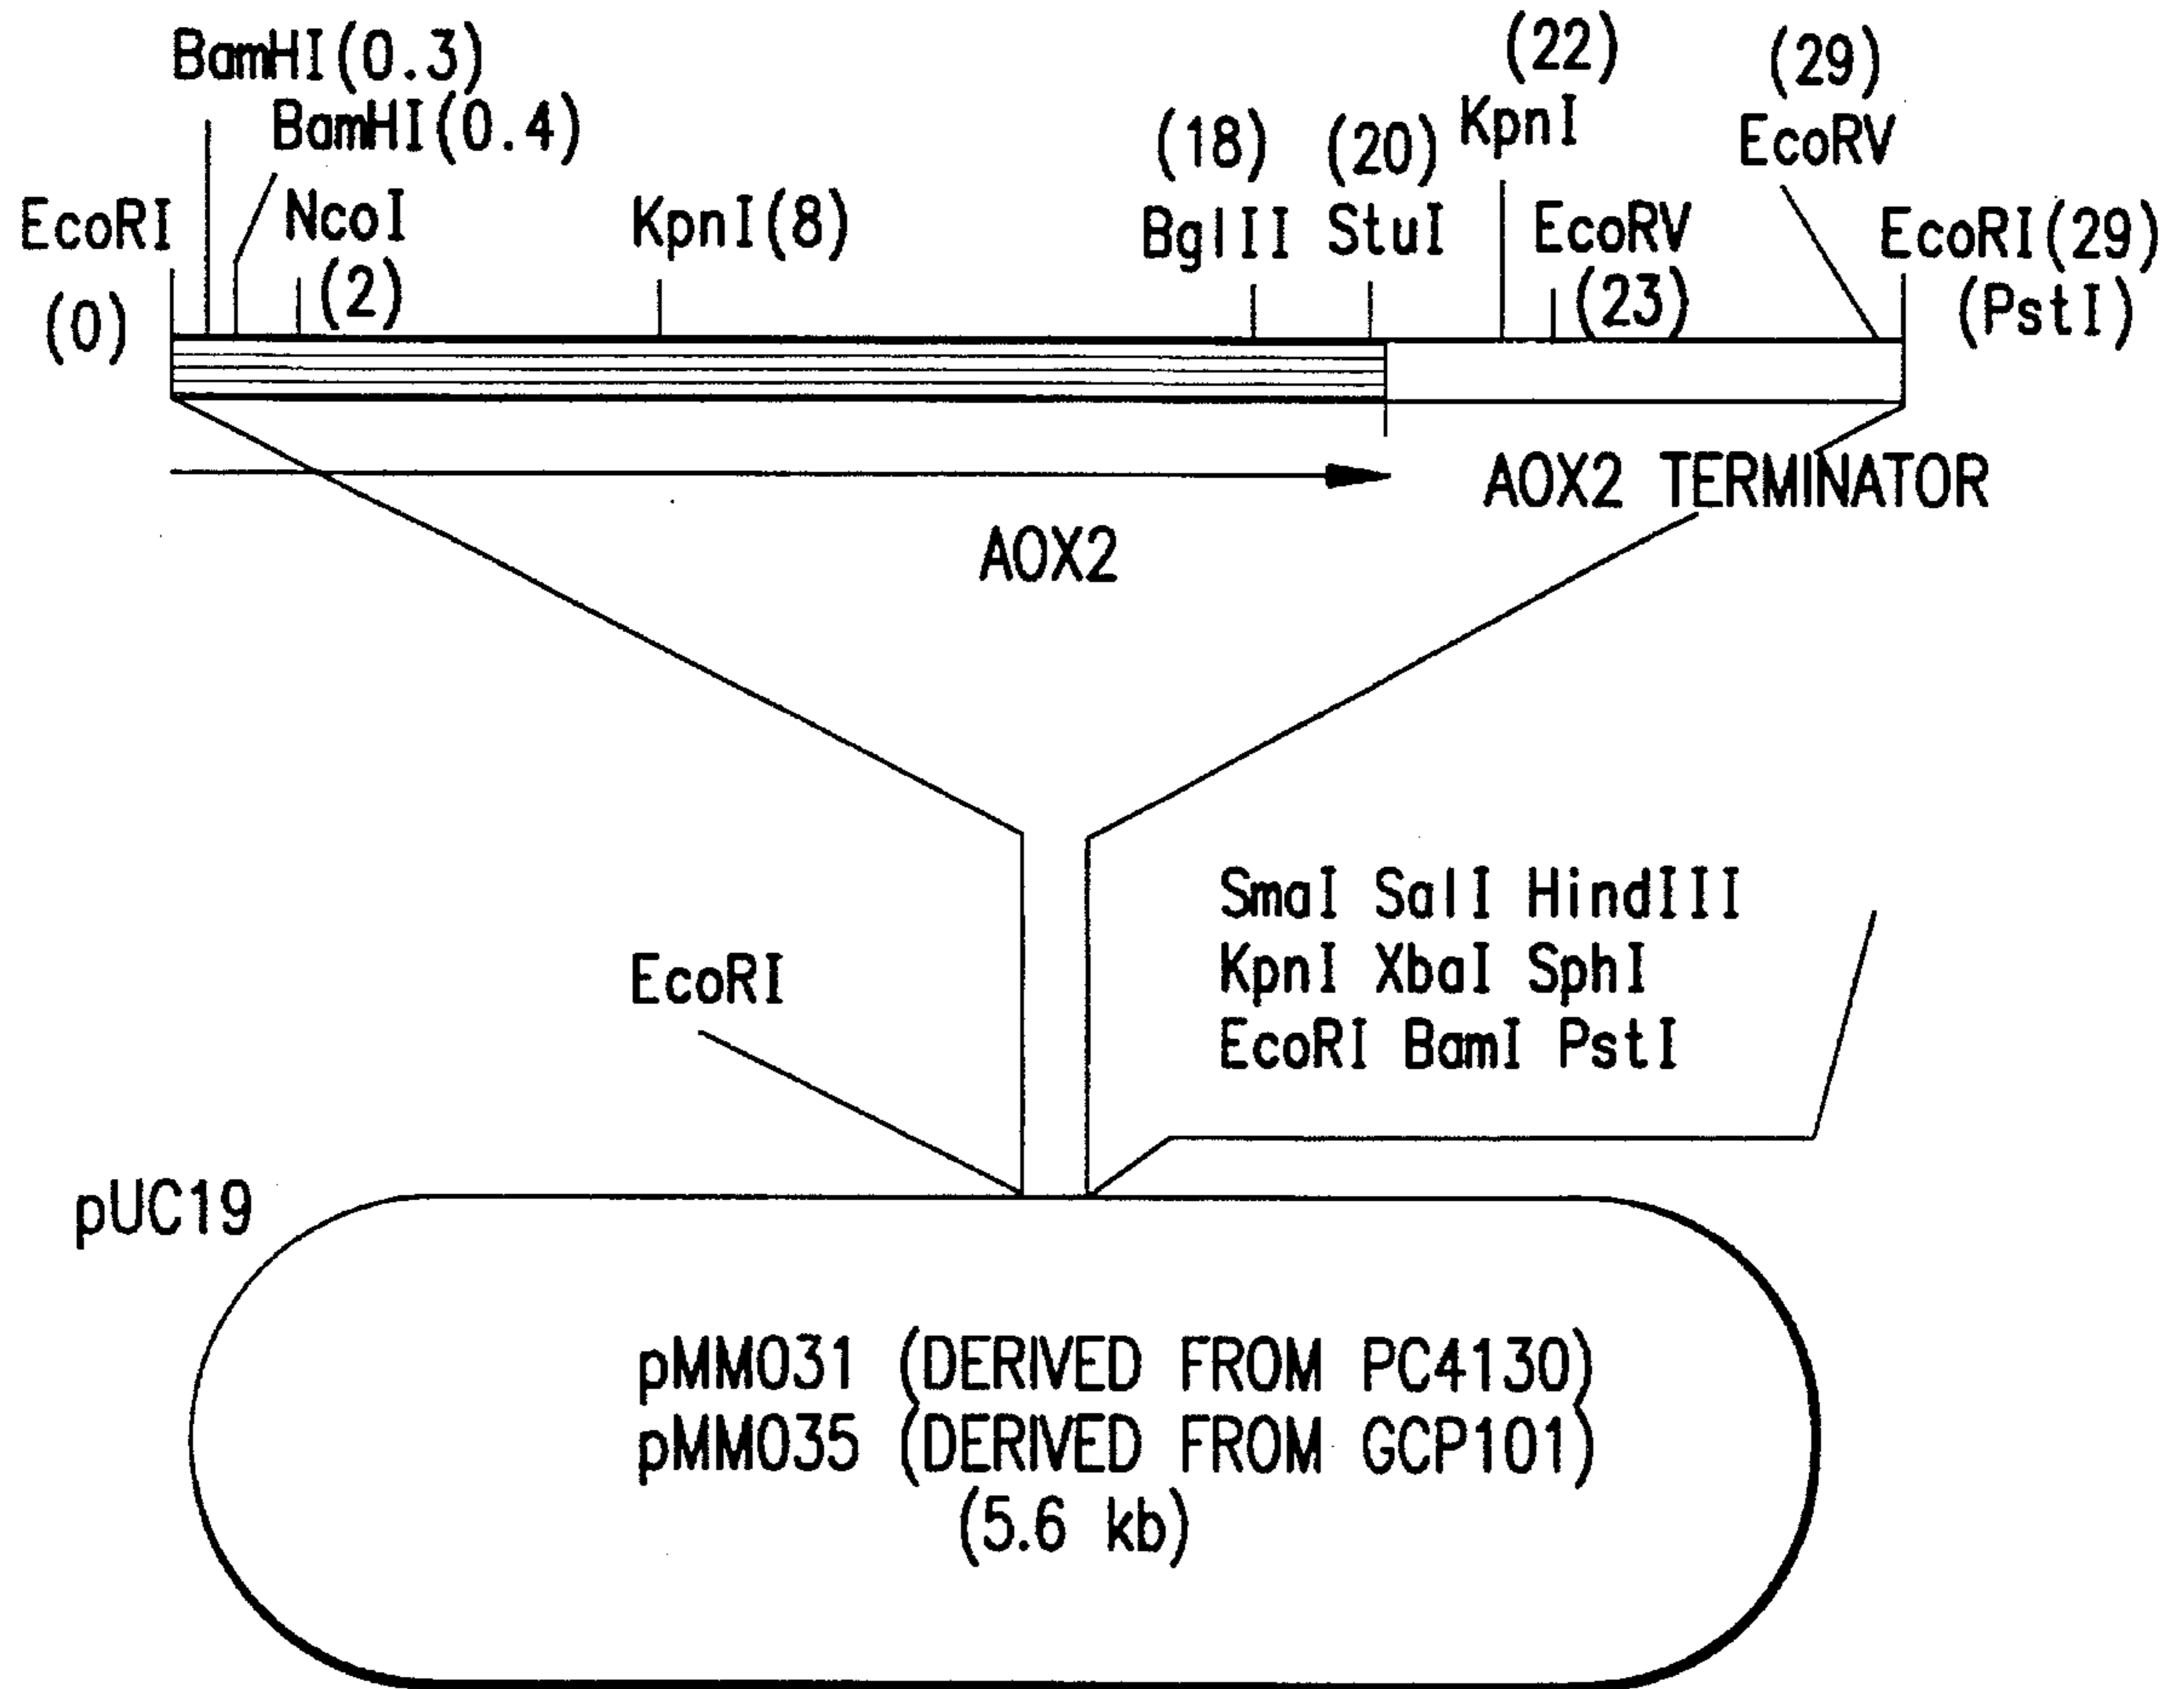 BamHI(0.3)
BamHI(0.4)
EcoRI
(0)
NcoI
(2)
KpnI(8)
(18)
BglII
(20)
StuI
(22)
KpnI
EcoRV
(23)
(29)
EcoRV
EcoRI(29)
(PstI)
AOX2 TERMINATOR
AOX2
EcoRI
SmaI SalI HindIII
KpnI XbaI SphI
EcoRI BamI PstI
pUC19
pMM031 (DERIVED FROM PC4130)
pMM035 (DERIVED FROM GCP101)
(5.6 kb)